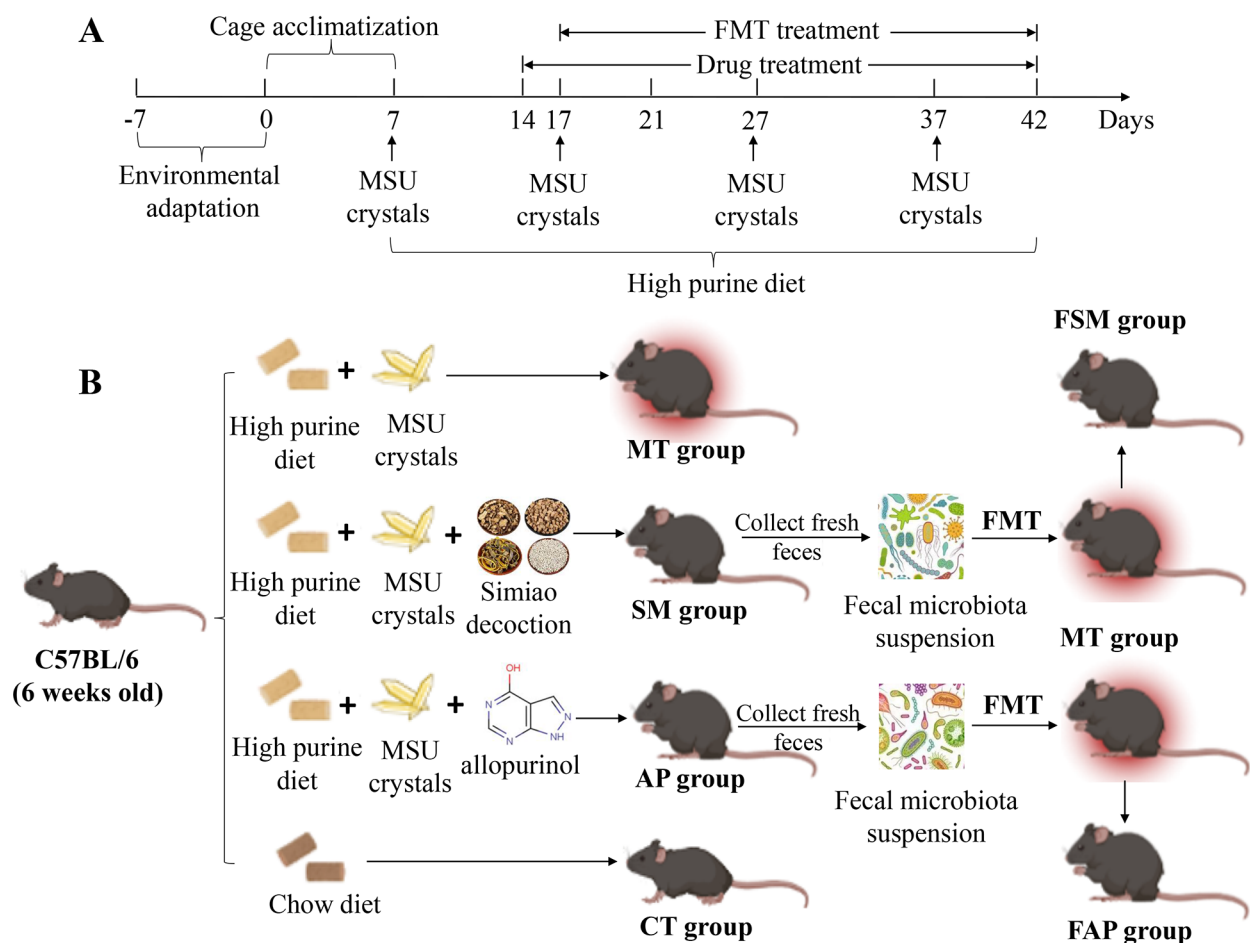 A
Cage acclimatization
FMT treatment
Drug treatment
-7 0 7 14 17 21 27 37 42 Days
Environmental
adaptation
MSU
crystals
MSU
crystals
MSU
crystals
MSU
crystals
High purine diet
B
High purine
diet
+
MSU
crystals
MT group
High purine
diet
+
MSU
crystals
+
Simiao
decoction
SM group
Collect fresh
feces
Fecal microbiota
suspension
FMT
MT group
FSM group
C57BL/6
(6 weeks old)
High purine
diet
+
MSU
crystals
+
OH
N
N
N
NH
allopurinol
AP group
Collect fresh
feces
Fecal microbiota
suspension
FMT
FAP group
Chow diet
CT group